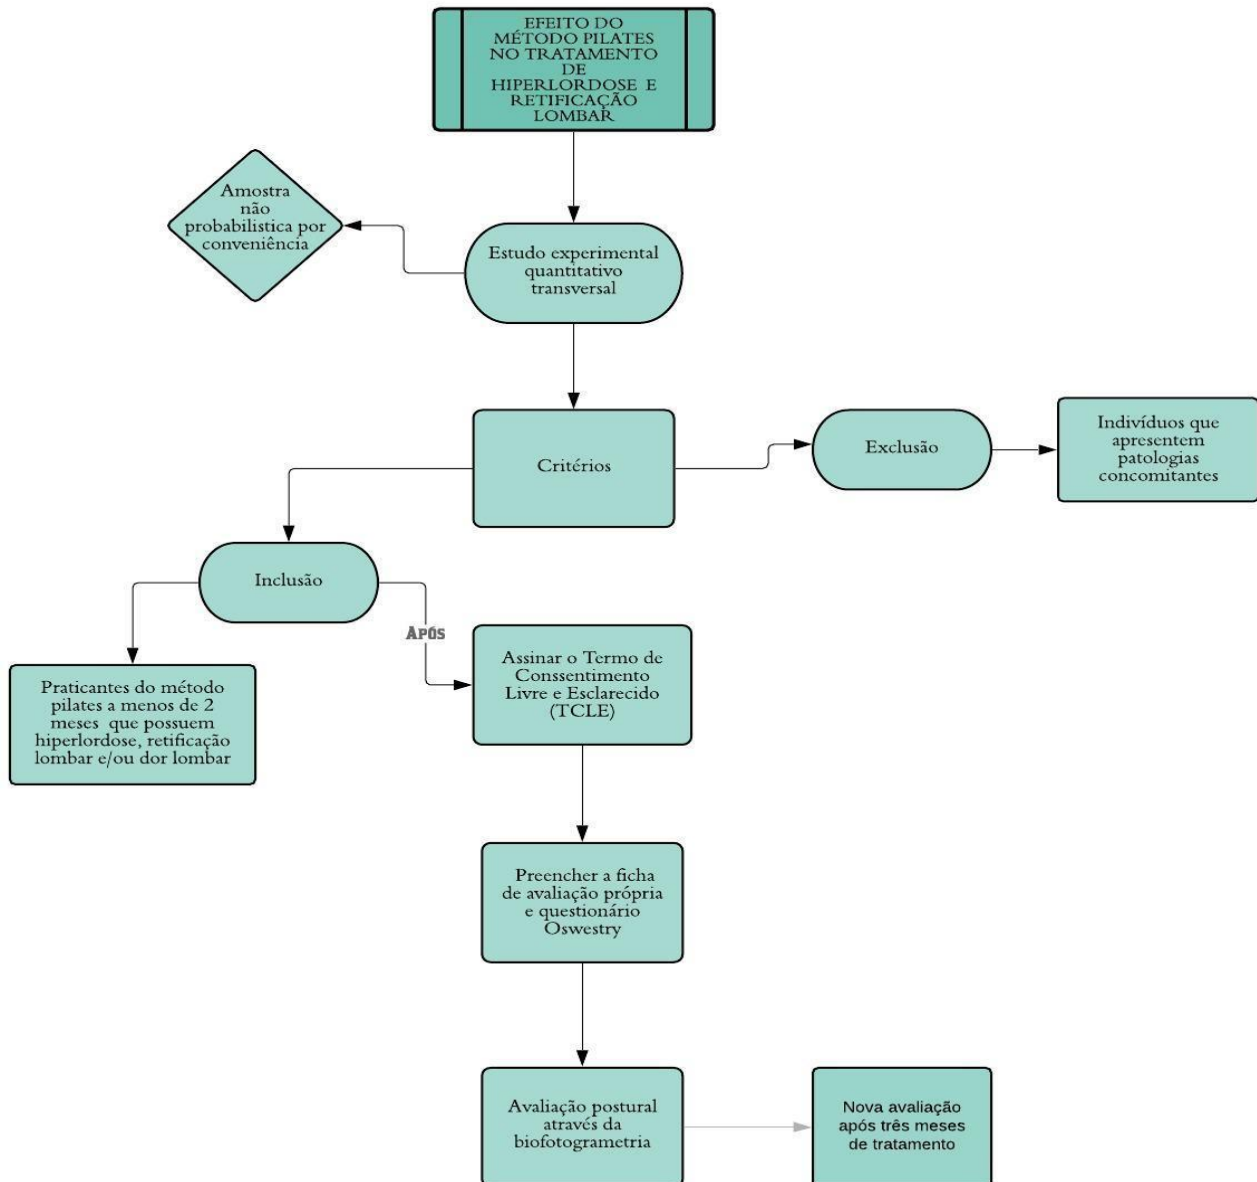 EFEITO DO
MÉTODO PILATES
NO TRATAMENTO
DE
HIPERLORDOSE E
RETIFICAÇÃO
LOMBAR
Amostra
não
probabilistica por
conveniência
Estudo experimental
quantitativo
transversal
Critérios
Exclusão
Indivíduos que
apresentem
patologias
concomitantes
Inclusão
APÓS
Praticantes do método
pilates a menos de 2
meses que possuem
hiperlordose, retificação
lombar e/ou dor lombar
Assinar o Termo de
Conssentimento
Livre e Esclarecido
(TCLE)
Preencher a ficha
de avaliação própria
e questionário
Oswestry
Avaliação postural
através da
biofotogrametria
Nova avaliação
após três meses
de tratamento